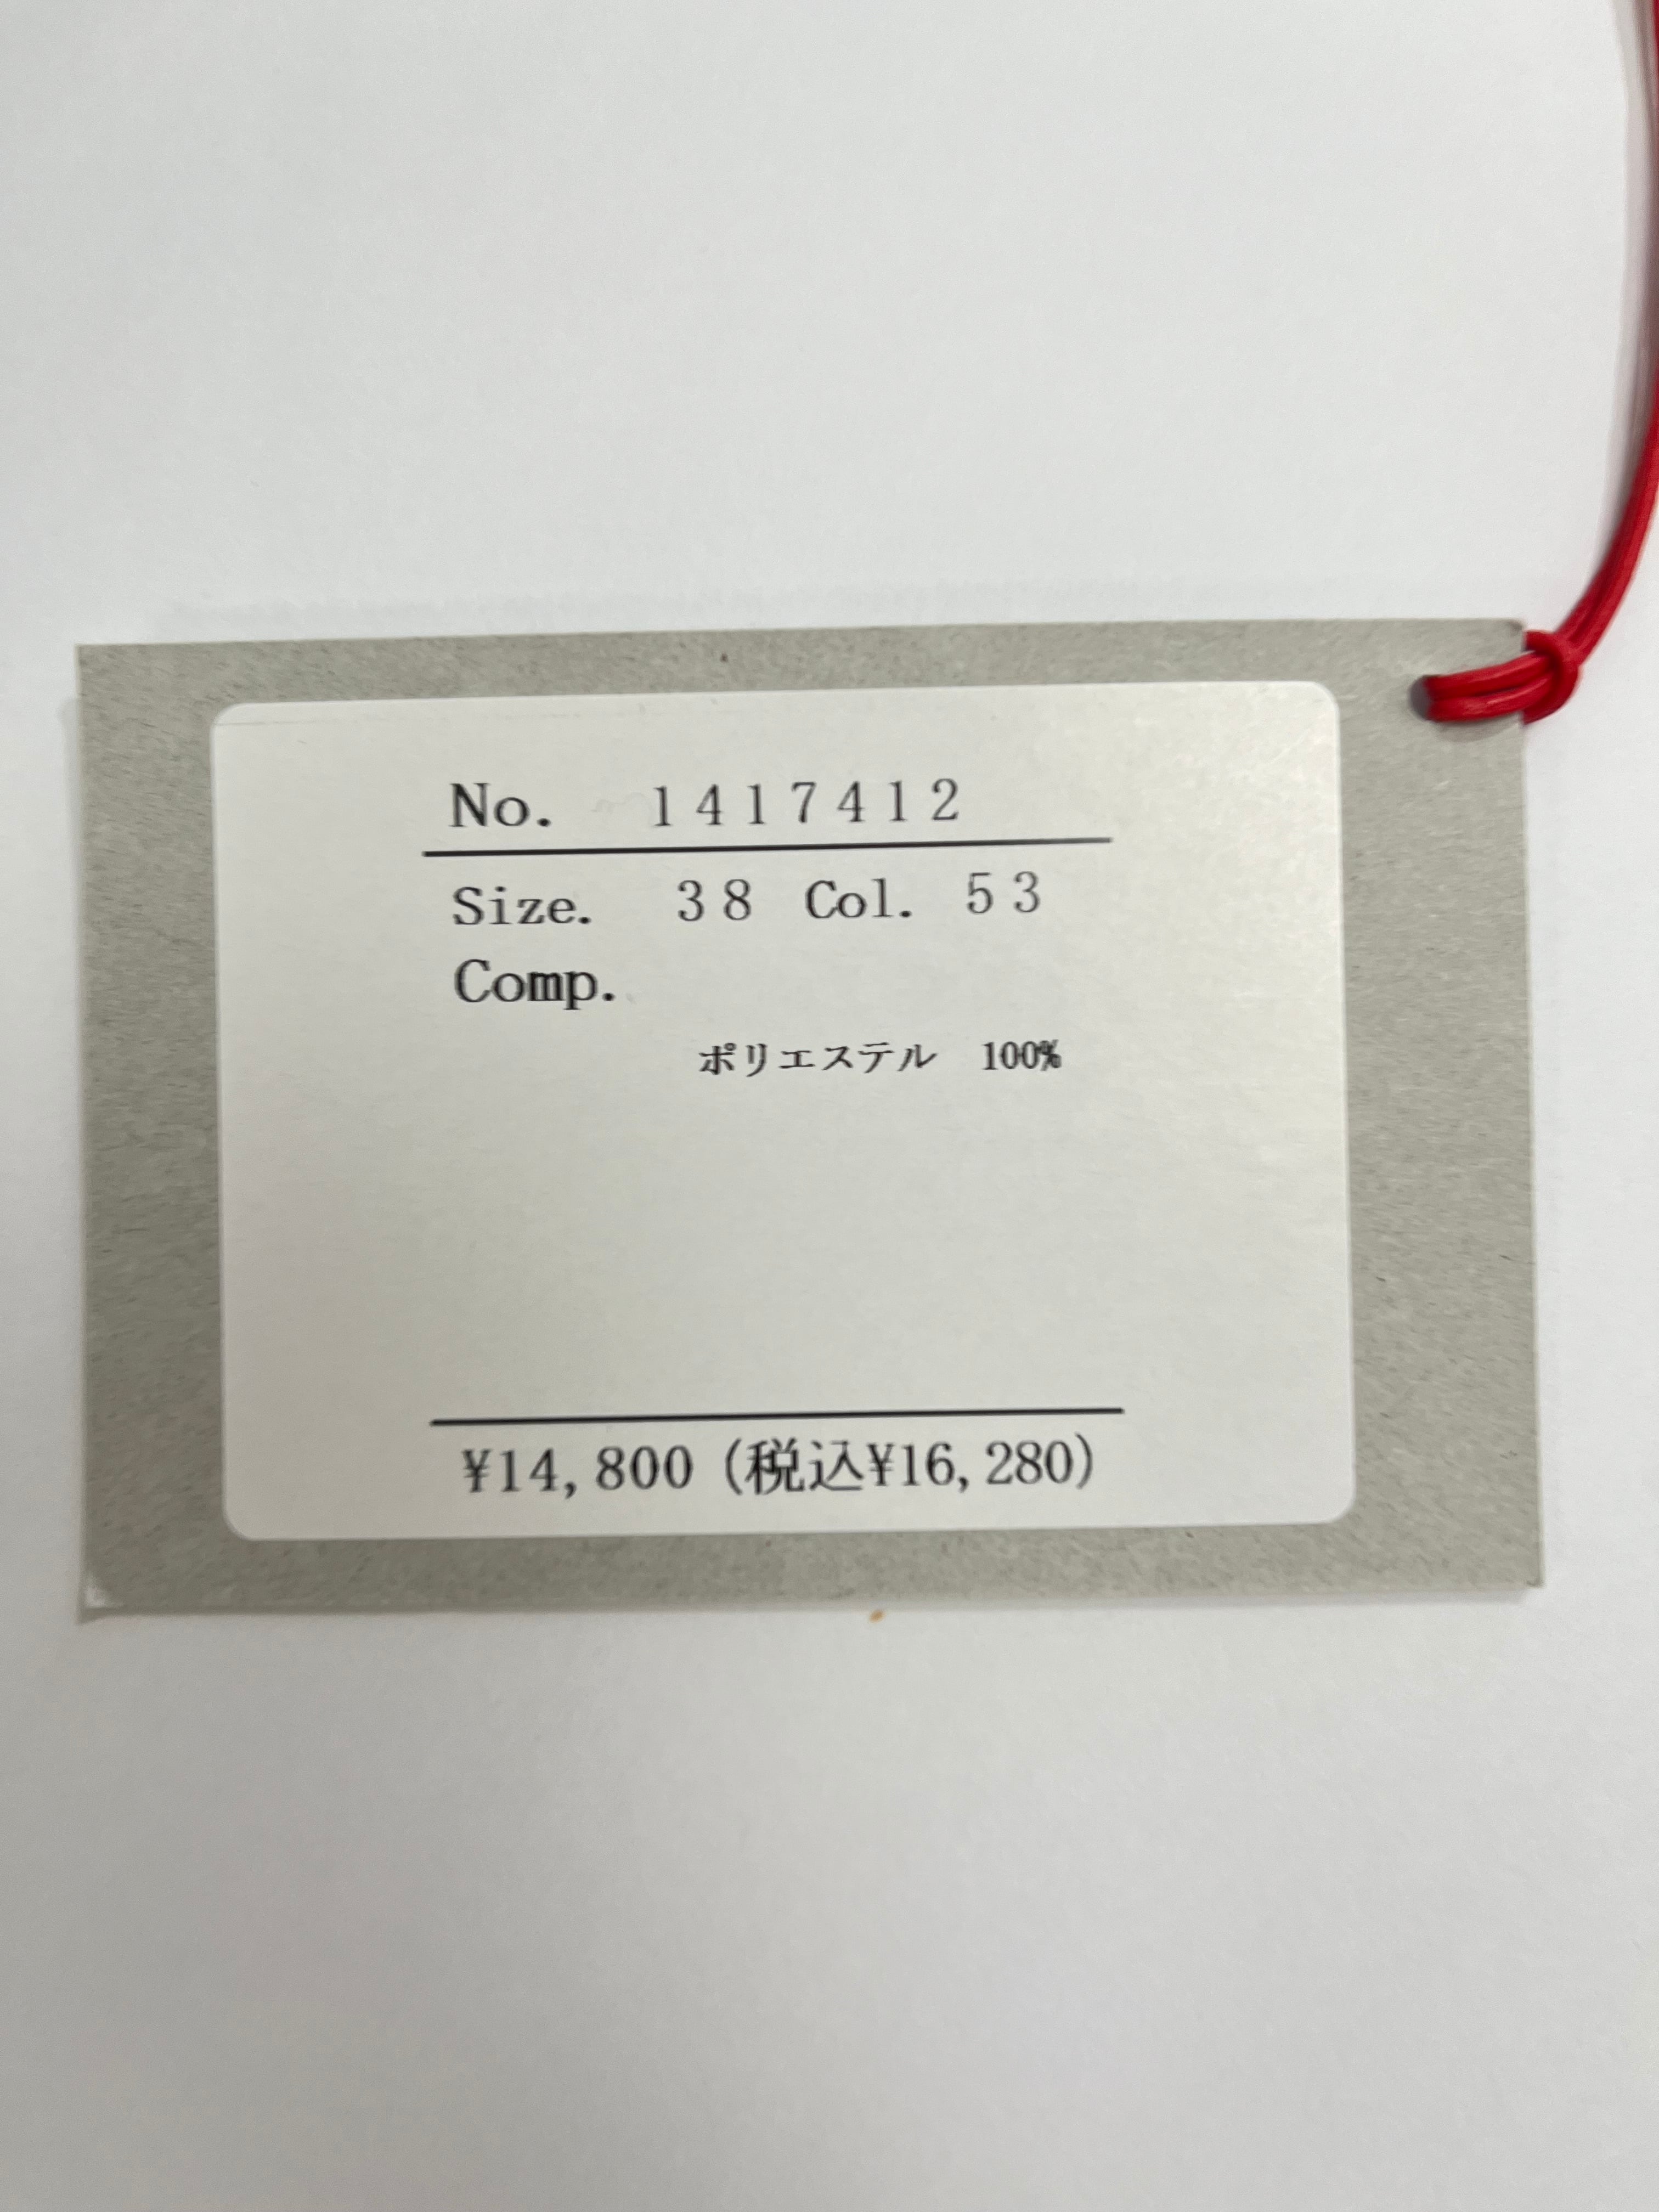 No. 1417412
Size. 38 Col. 53
Comp.
ポリエステル 100%
¥14,800 (税込¥16,280)